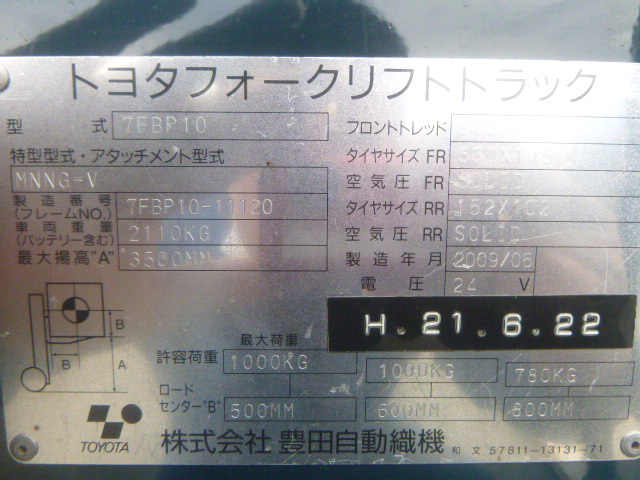 トヨタフォークリフトトラック
型 式 7FBP10 フロントトレッド
特型型式・アタッチメント型式 タイヤサイズ FR
MNNG-V 空気圧 FR
製造番号(フレームNO.) 7FBP10-11120 タイヤサイズ RR 152X102
車両重量(バッテリー含む) 2110KG 空気圧 RR SOLID
最大揚高"A" 3500MM 製造年月 2009/06
電圧 24 V
H.21.6.22
B
B
A
最大荷重
許容荷重 1000KG 1000KG 780KG
ロードセンター"B" 500MM 600MM 800MM
TOYOTA 株式会社 豊田自動織機 和文 57811-13131-71